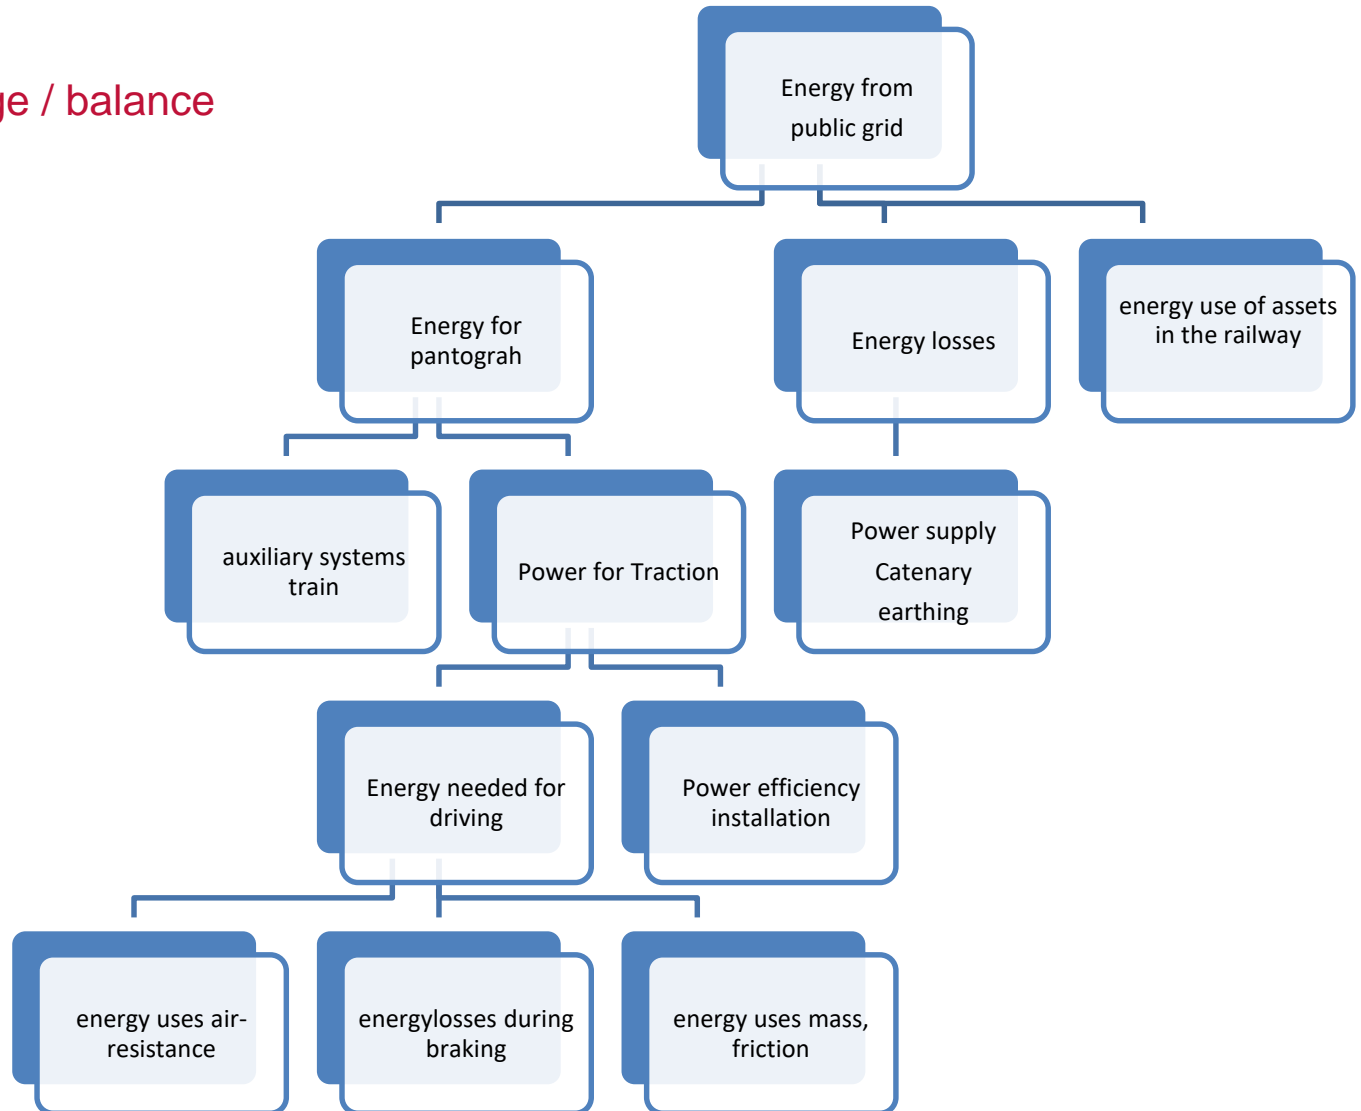 ge / balance
Energy from
public grid
Energy for
pantograh
Energy losses
energy use of assets
in the railway
auxiliary systems
train
Power for Traction
Power supply
Catenary
earthing
Energy needed for
driving
Power efficiency
installation
energy uses air-
resistance
energylosses during
braking
energy uses mass,
friction